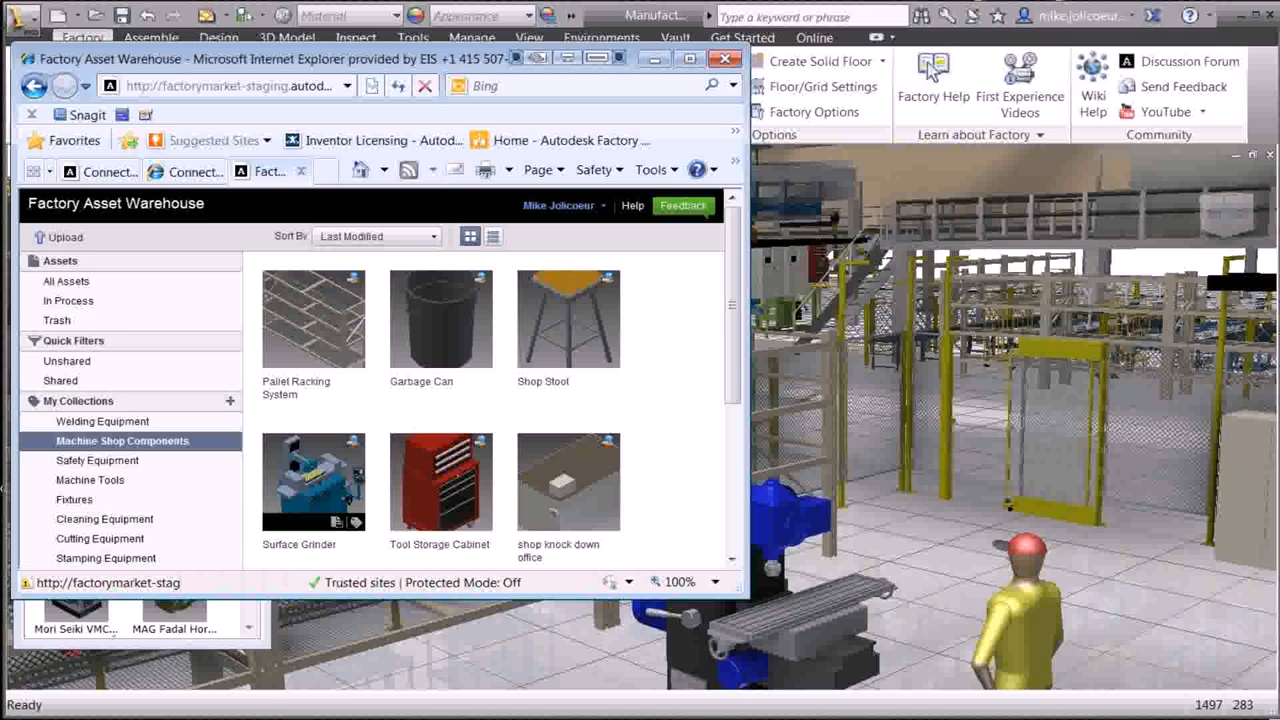 Material
Appearance
Manufact...
Type a keyword or phrase
mike.jolicoeur...
Factory Assemble Design 3D Model Inspect Tools Manage View Environments Vault Get Started Online
Factory Asset Warehouse - Microsoft Internet Explorer provided by EIS +1 415 507-
http://factorymarket-staging.autod...
Bing
Snagit
Favorites
Suggested Sites
Inventor Licensing - Autod...
Home - Autodesk Factory ...
Connect...
Connect...
Fact...
Page
Safety
Tools
Factory Asset Warehouse
Mike Jolicoeur
Help
Feedback
Upload
Sort By:
Last Modified
Assets
All Assets
In Process
Trash
Quick Filters
Unshared
Shared
My Collections +
Welding Equipment
Machine Shop Components
Safety Equipment
Machine Tools
Fixtures
Cleaning Equipment
Cutting Equipment
Stamping Equipment
Pallet Racking
System
Garbage Can
Shop Stool
Surface Grinder
Tool Storage Cabinet
shop knock down
office
http://factorymarket-stag
Trusted sites | Protected Mode: Off
100%
Mori Seiki VMC...
MAG Fadal Hor...
Create Solid Floor
Floor/Grid Settings
Factory Options
Options
Factory Help
First Experience
Videos
Learn about Factory
Wiki
Help
Discussion Forum
Send Feedback
YouTube
Community
Ready
1497 283